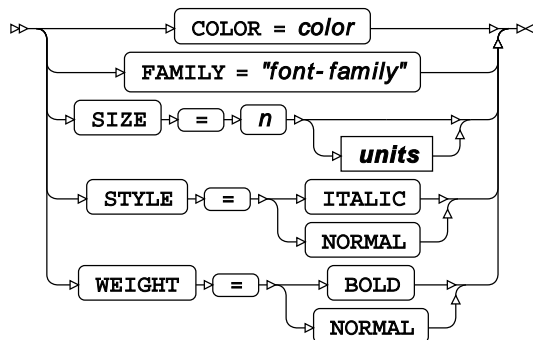 COLOR = color
FAMILY = "font-family"
SIZE = n
units
STYLE = ITALIC
NORMAL
WEIGHT = BOLD
NORMAL